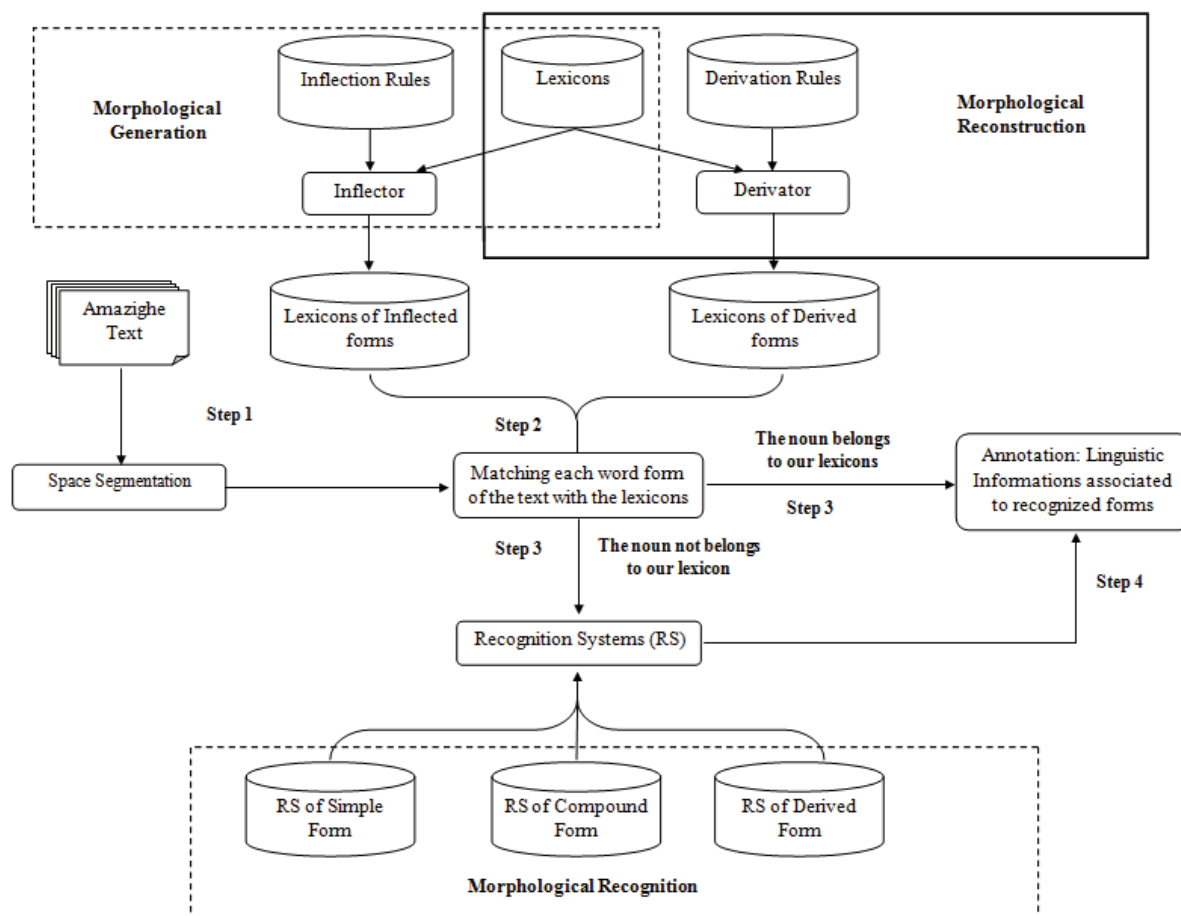 Inflection Rules
Lexicons
Derivation Rules
Morphological
Generation
Morphological
Reconstruction
Inflector
Derivator
Amazighe
Text
Lexicons of Inflected
forms
Lexicons of Derived
forms
Step 1
Step 2
The noun belongs
to our lexicons
Space Segmentation
Matching each word form
of the text with the lexicons
Step 3
Annotation: Linguistic
Informations associated
to recognized forms
Step 3
The noun not belongs
to our lexicon
Step 4
Recognition Systems (RS)
RS of Simple
Form
RS of Compound
Form
RS of Derived
Form
Morphological Recognition